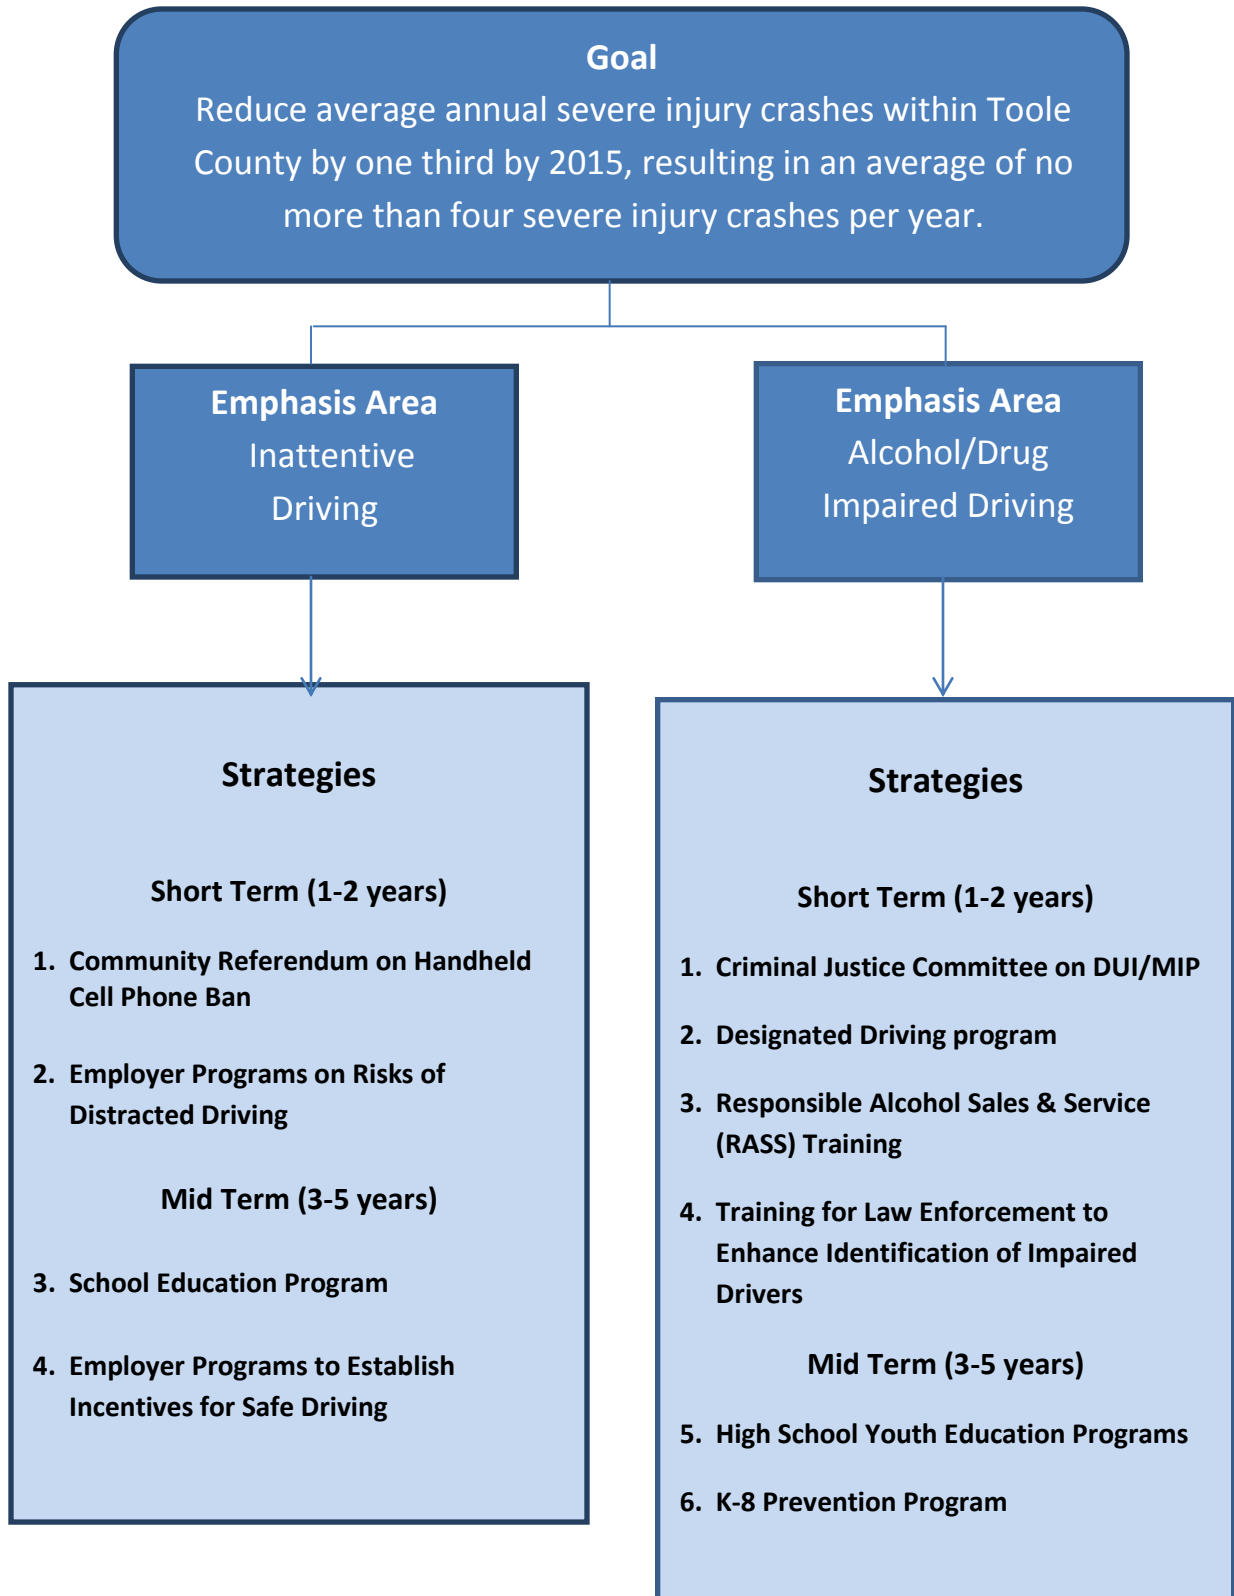 Goal
Reduce average annual severe injury crashes within Toole
County by one third by 2015, resulting in an average of no
more than four severe injury crashes per year.
Emphasis Area
Inattentive
Driving
Emphasis Area
Alcohol/Drug
Impaired Driving
Strategies
Short Term (1-2 years)
1. Community Referendum on Handheld
Cell Phone Ban
2. Employer Programs on Risks of
Distracted Driving
Mid Term (3-5 years)
3. School Education Program
4. Employer Programs to Establish
Incentives for Safe Driving
Strategies
Short Term (1-2 years)
1. Criminal Justice Committee on DUI/MIP
2. Designated Driving program
3. Responsible Alcohol Sales & Service
(RASS) Training
4. Training for Law Enforcement to
Enhance Identification of Impaired
Drivers
Mid Term (3-5 years)
5. High School Youth Education Programs
6. K-8 Prevention Program